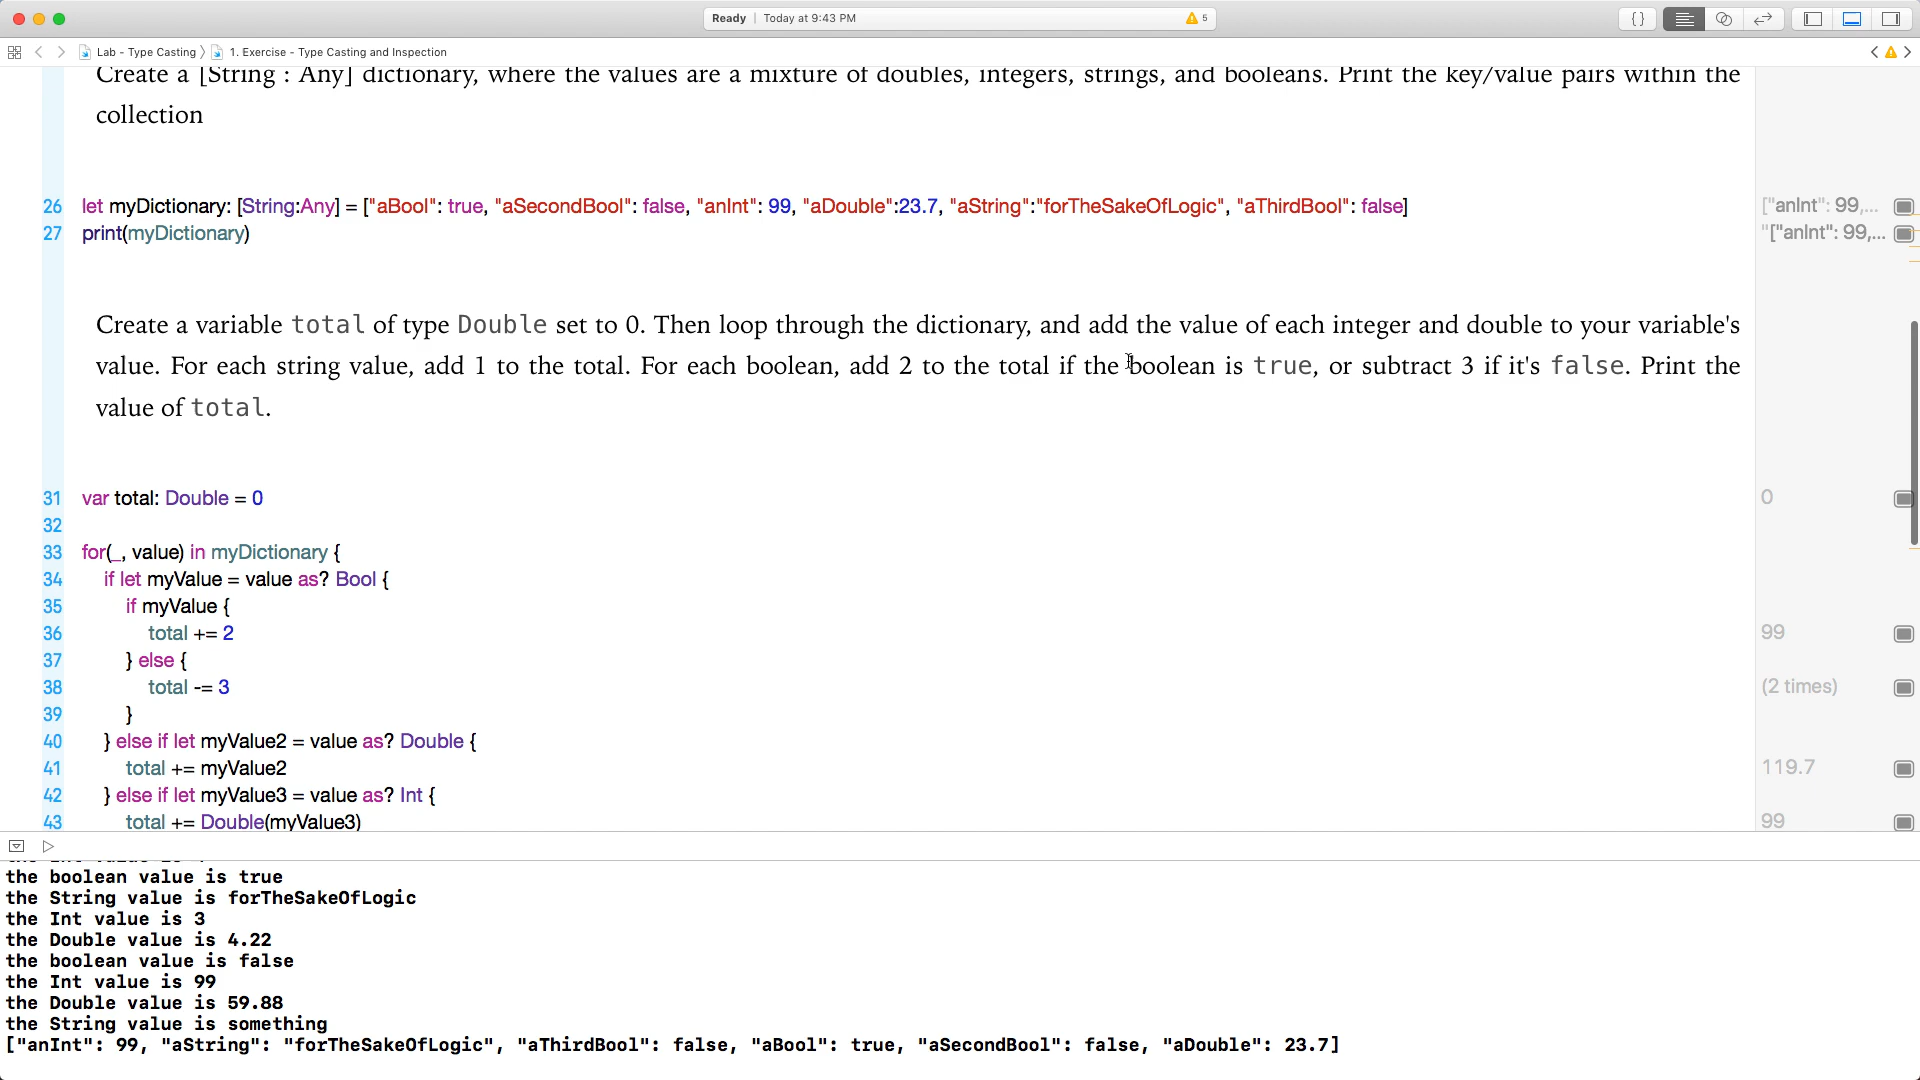 Ready | Today at 9:43 PM 5
{}
Lab - Type Casting 1. Exercise - Type Casting and Inspection
Create a [String : Any] dictionary, where the values are a mixture of doubles, integers, strings, and booleans. Print the key/value pairs within the
collection
26 let myDictionary: [String:Any] = ["aBool": true, "aSecondBool": false, "anInt": 99, "aDouble":23.7, "aString":"forTheSakeOfLogic", "aThirdBool": false] ["anInt": 99,...
27 print(myDictionary) "["anInt": 99,...
Create a variable total of type Double set to 0. Then loop through the dictionary, and add the value of each integer and double to your variable's
value. For each string value, add 1 to the total. For each boolean, add 2 to the total if the boolean is true, or subtract 3 if it's false. Print the
value of total.
31 var total: Double = 0 0
32
33 for(_, value) in myDictionary {
34 if let myValue = value as? Bool {
35 if myValue {
36 total += 2 99
37 } else {
38 total -= 3 (2 times)
39 }
40 } else if let myValue2 = value as? Double {
41 total += myValue2 119.7
42 } else if let myValue3 = value as? Int {
43 total += Double(myValue3) 99
the boolean value is true
the String value is forTheSakeOfLogic
the Int value is 3
the Double value is 4.22
the boolean value is false
the Int value is 99
the Double value is 59.88
the String value is something
["anInt": 99, "aString": "forTheSakeOfLogic", "aThirdBool": false, "aBool": true, "aSecondBool": false, "aDouble": 23.7]